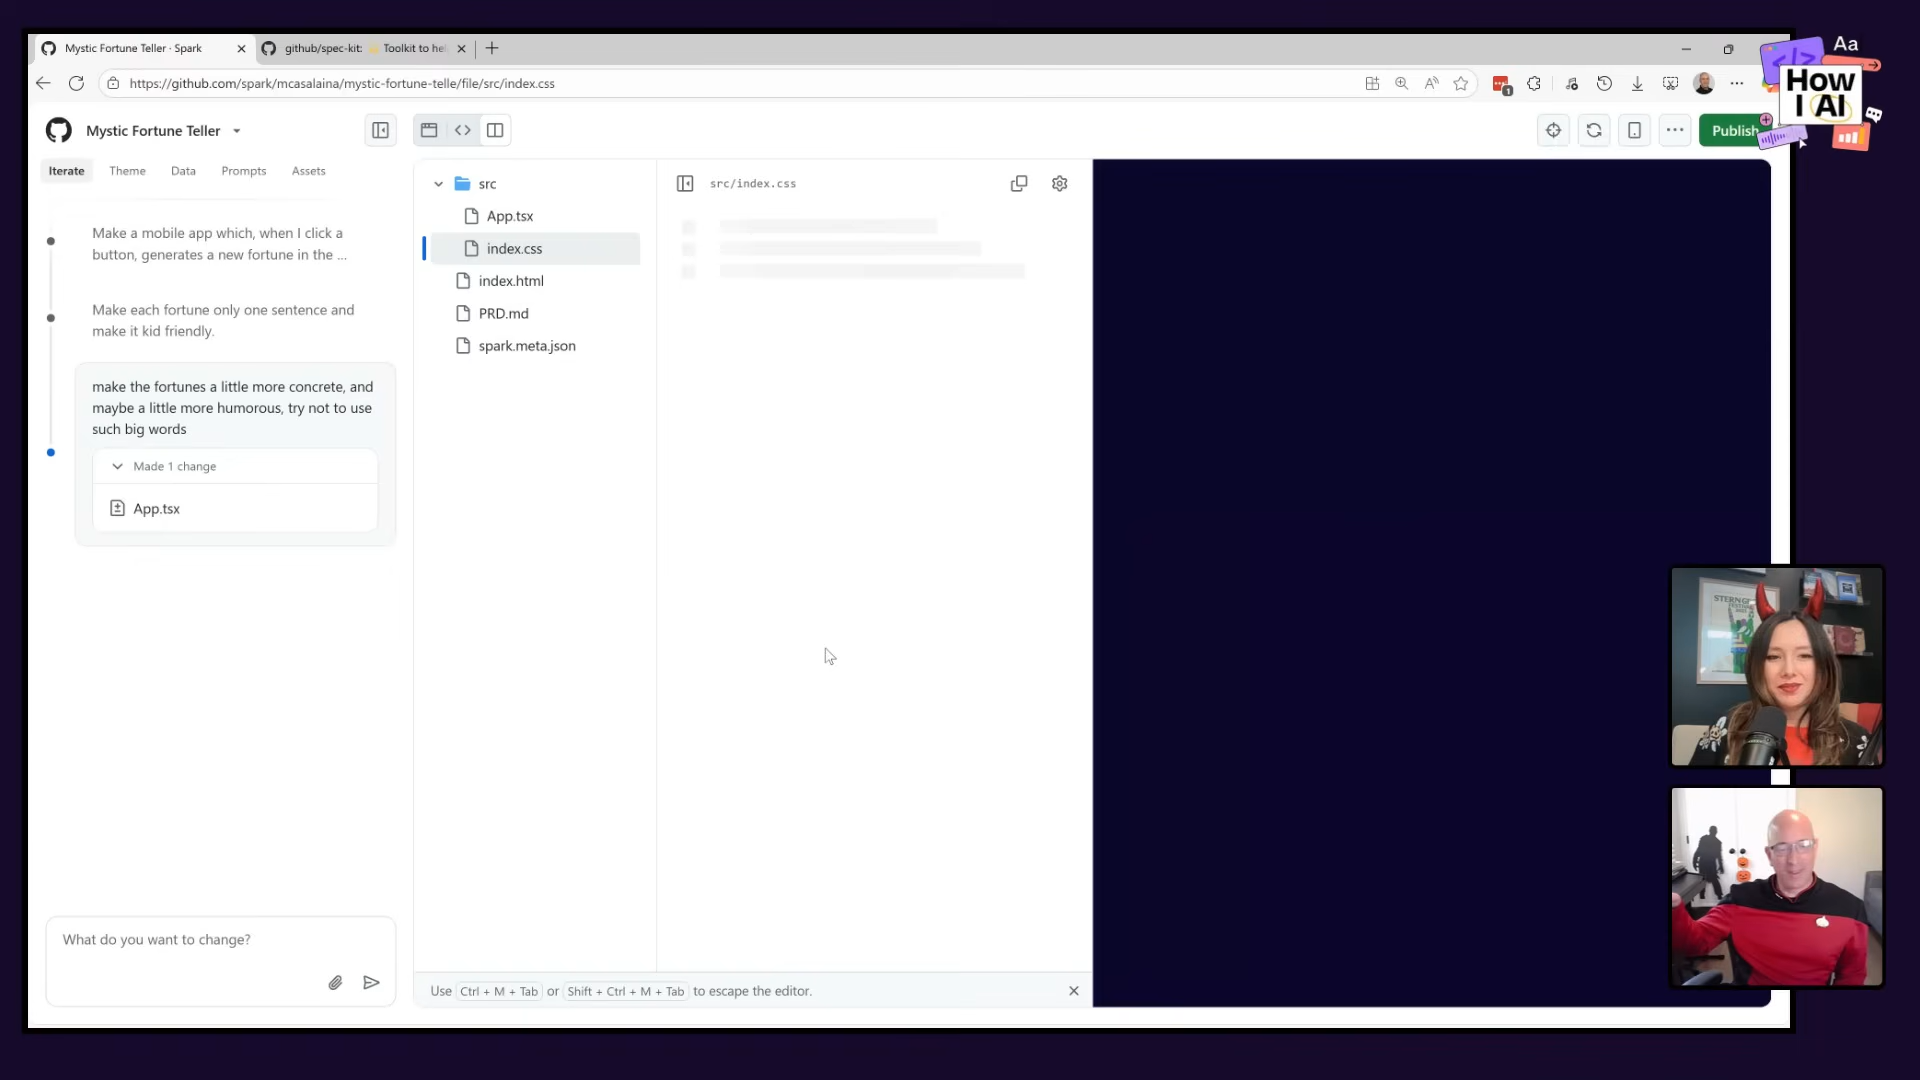 Mystic Fortune Teller · Spark
github/spec-kit: Toolkit to he
https://github.com/spark/mcasalaina/mystic-fortune-telle/file/src/index.css
1
Aa
How
I AI
Mystic Fortune Teller
Publish
Iterate
Theme
Data
Prompts
Assets
Make a mobile app which, when I click a
button, generates a new fortune in the ...
Make each fortune only one sentence and
make it kid friendly.
make the fortunes a little more concrete, and
maybe a little more humorous, try not to use
such big words
Made 1 change
App.tsx
What do you want to change?
src
App.tsx
index.css
index.html
PRD.md
spark.meta.json
src/index.css
Use Ctrl + M + Tab or Shift + Ctrl + M + Tab to escape the editor.